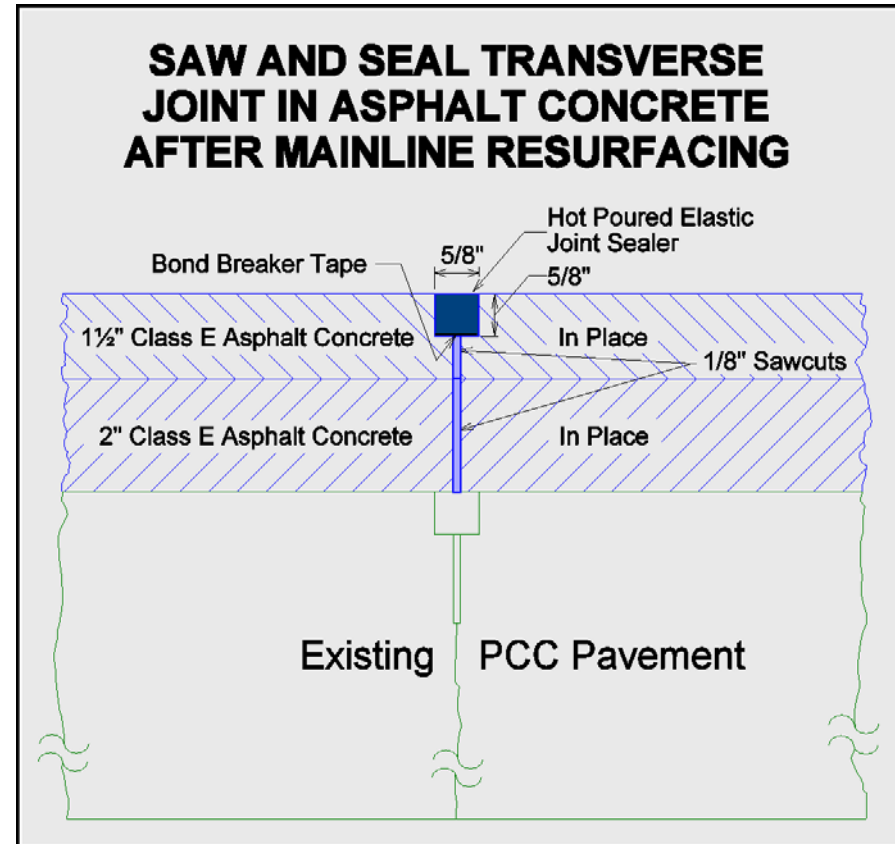 SAW AND SEAL TRANSVERSE
JOINT IN ASPHALT CONCRETE
AFTER MAINLINE RESURFACING
Hot Poured Elastic
Joint Sealer
5/8"
Bond Breaker Tape
5/8"
1½" Class E Asphalt Concrete
In Place
1/8" Sawcuts
2" Class E Asphalt Concrete
In Place
Existing PCC Pavement